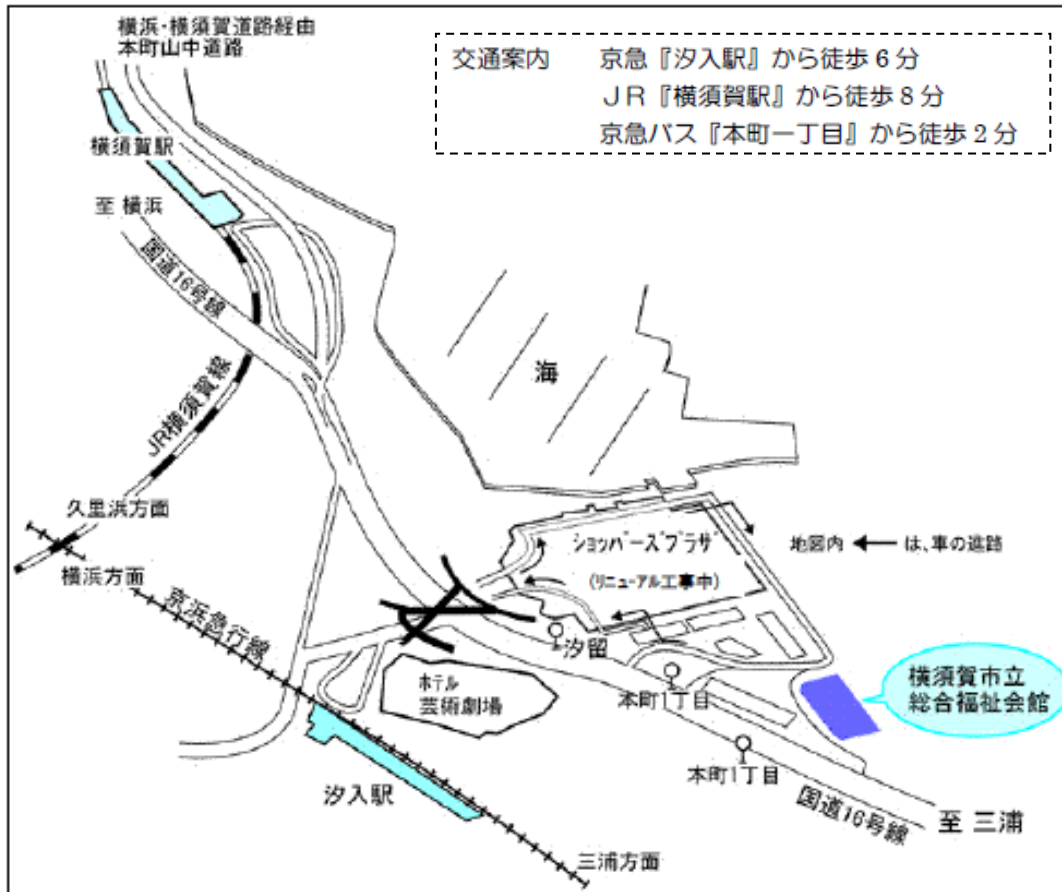 横浜・横須賀道路経由
本町山中道路
交通案内　京急『汐入駅』から徒歩6分
ＪＲ『横須賀駅』から徒歩8分
京急バス『本町一丁目』から徒歩2分
横須賀駅
至 横浜
国道16号線
JR横須賀線
海
久里浜方面
横浜方面
京浜急行線
ｼｮｯﾊﾟｰｽﾞﾌﾟﾗｻﾞ
(ﾘﾆｭｰｱﾙ工事中)
地図内 ← は、車の進路
汐留
ホテル
芸術劇場
本町1丁目
横須賀市立
総合福祉会館
本町1丁目
汐入駅
国道16号線
至 三浦
三浦方面